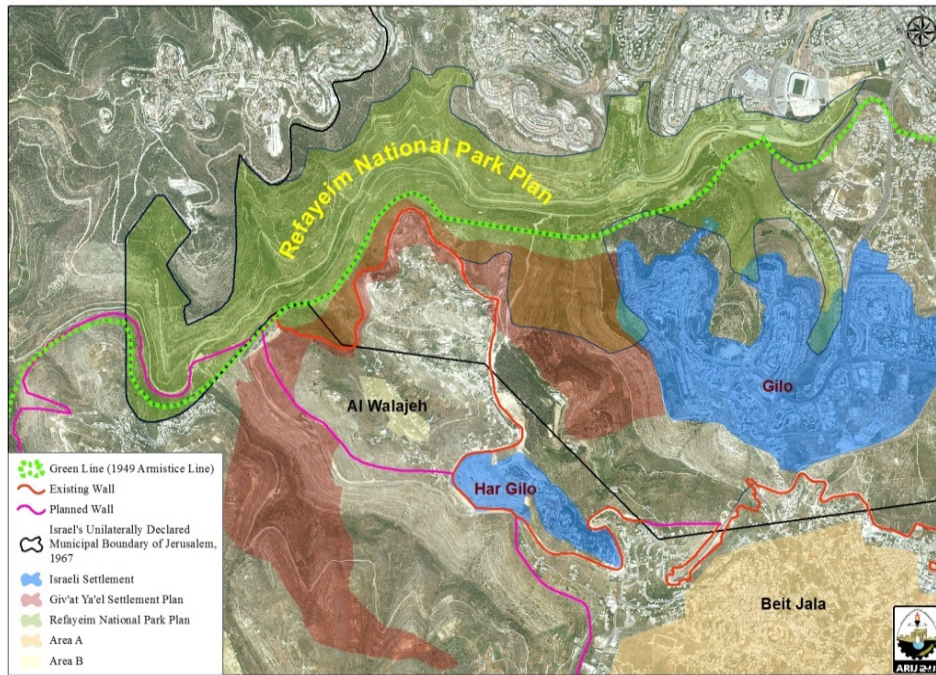 Refayeim National Park Plan
Gilo
Al Walajeh
Har Gilo
Beit Jala
Green Line (1949 Armistice Line)
Existing Wall
Planned Wall
Israel's Unilaterally Declared
Municipal Boundary of Jerusalem,
1967
Israeli Settlement
Giv'at Ya'el Settlement Plan
Refayeim National Park Plan
Area A
Area B
ARIJ أريج